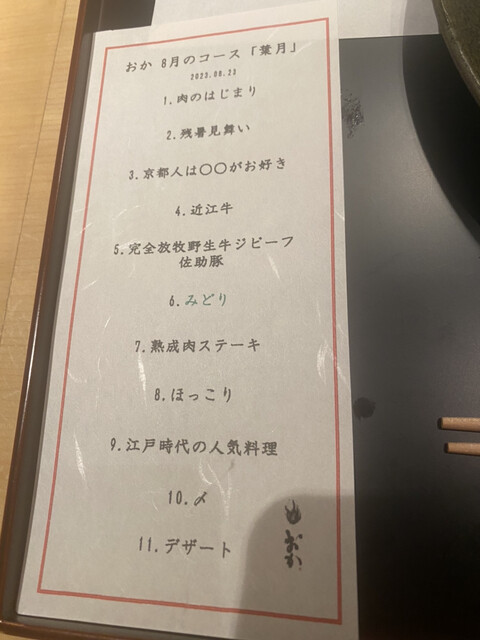 おか 8月のコース「葉月」
2023.08.23
1.肉のはじまり
2.残暑見舞い
3.京都人は〇〇がお好き
4.近江牛
5.完全放牧野生牛ジビーフ
佐助豚
6.みどり
7.熟成肉ステーキ
8.ほっこり
9.江戸時代の人気料理
10.〆
11.デザート
おか